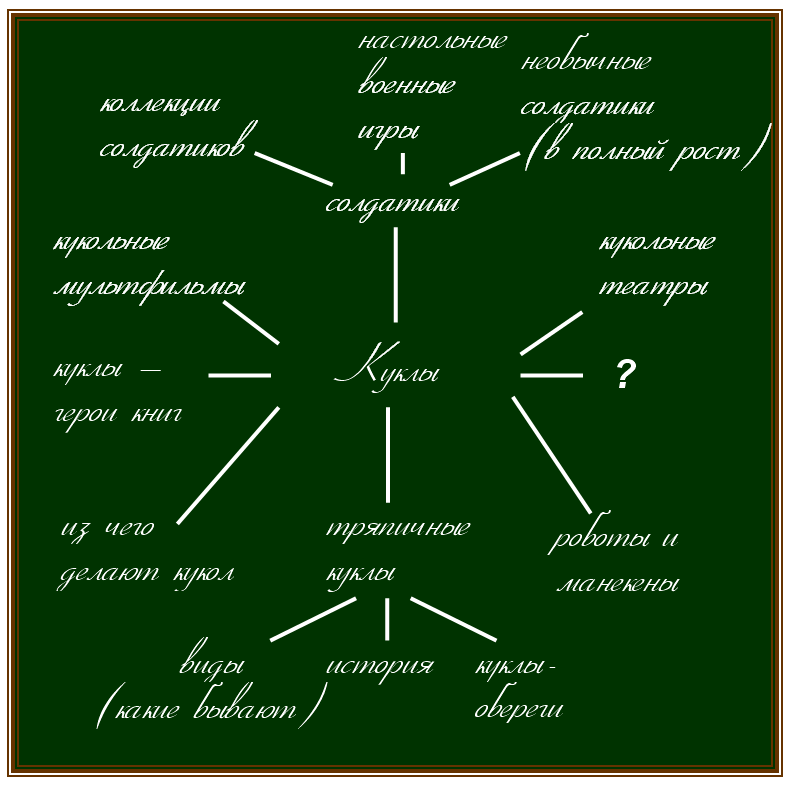 настольные
военные
игры
необычные
солдатики
(в полный рост)
коллекции
солдатиков
солдатики
кукольные
мультфильмы
кукольные
театры
куклы –
герои книг
Куклы
?
из чего
делают кукол
тряпичные
куклы
роботы и
манекены
виды
(какие бывают)
история
куклы-
обереги